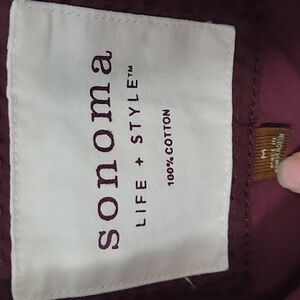 sonoma
LIFE + STYLE™
100% COTTON
M